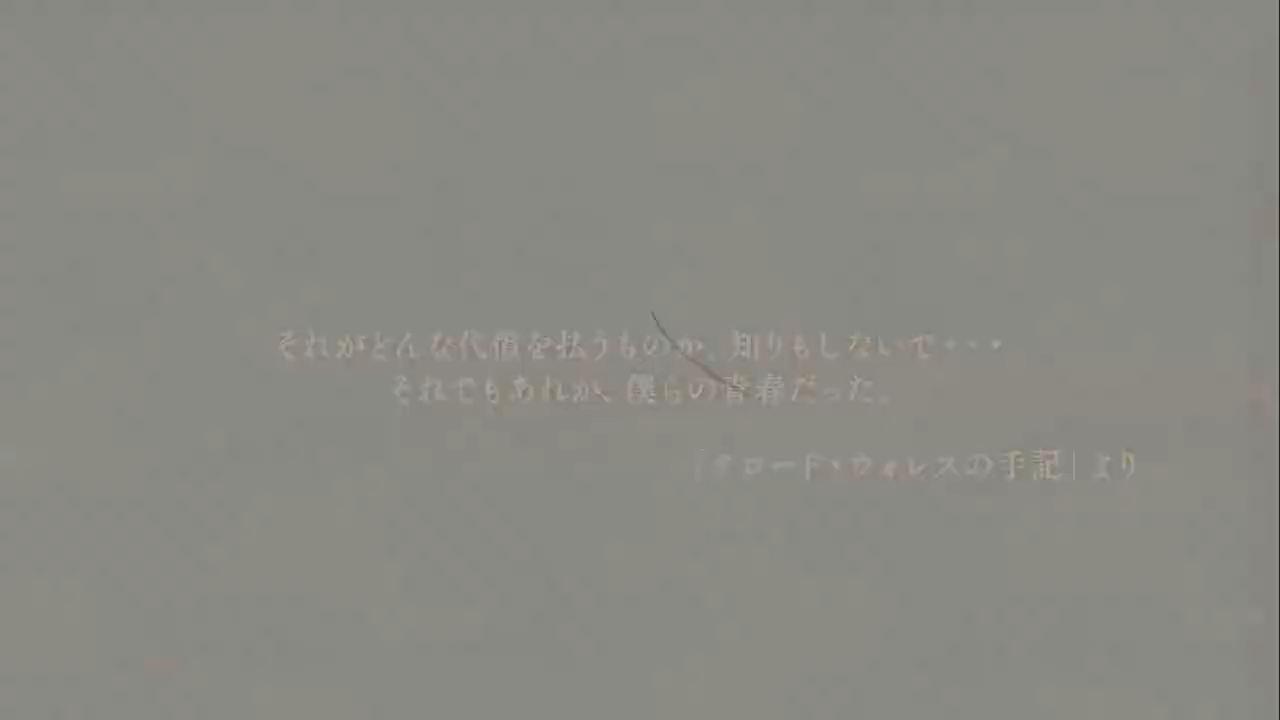 それがどんな代償を払うものか、知りもしないで・・・
それでもあれが、僕らの青春だった。
「クロード・ウォレスの手記」より